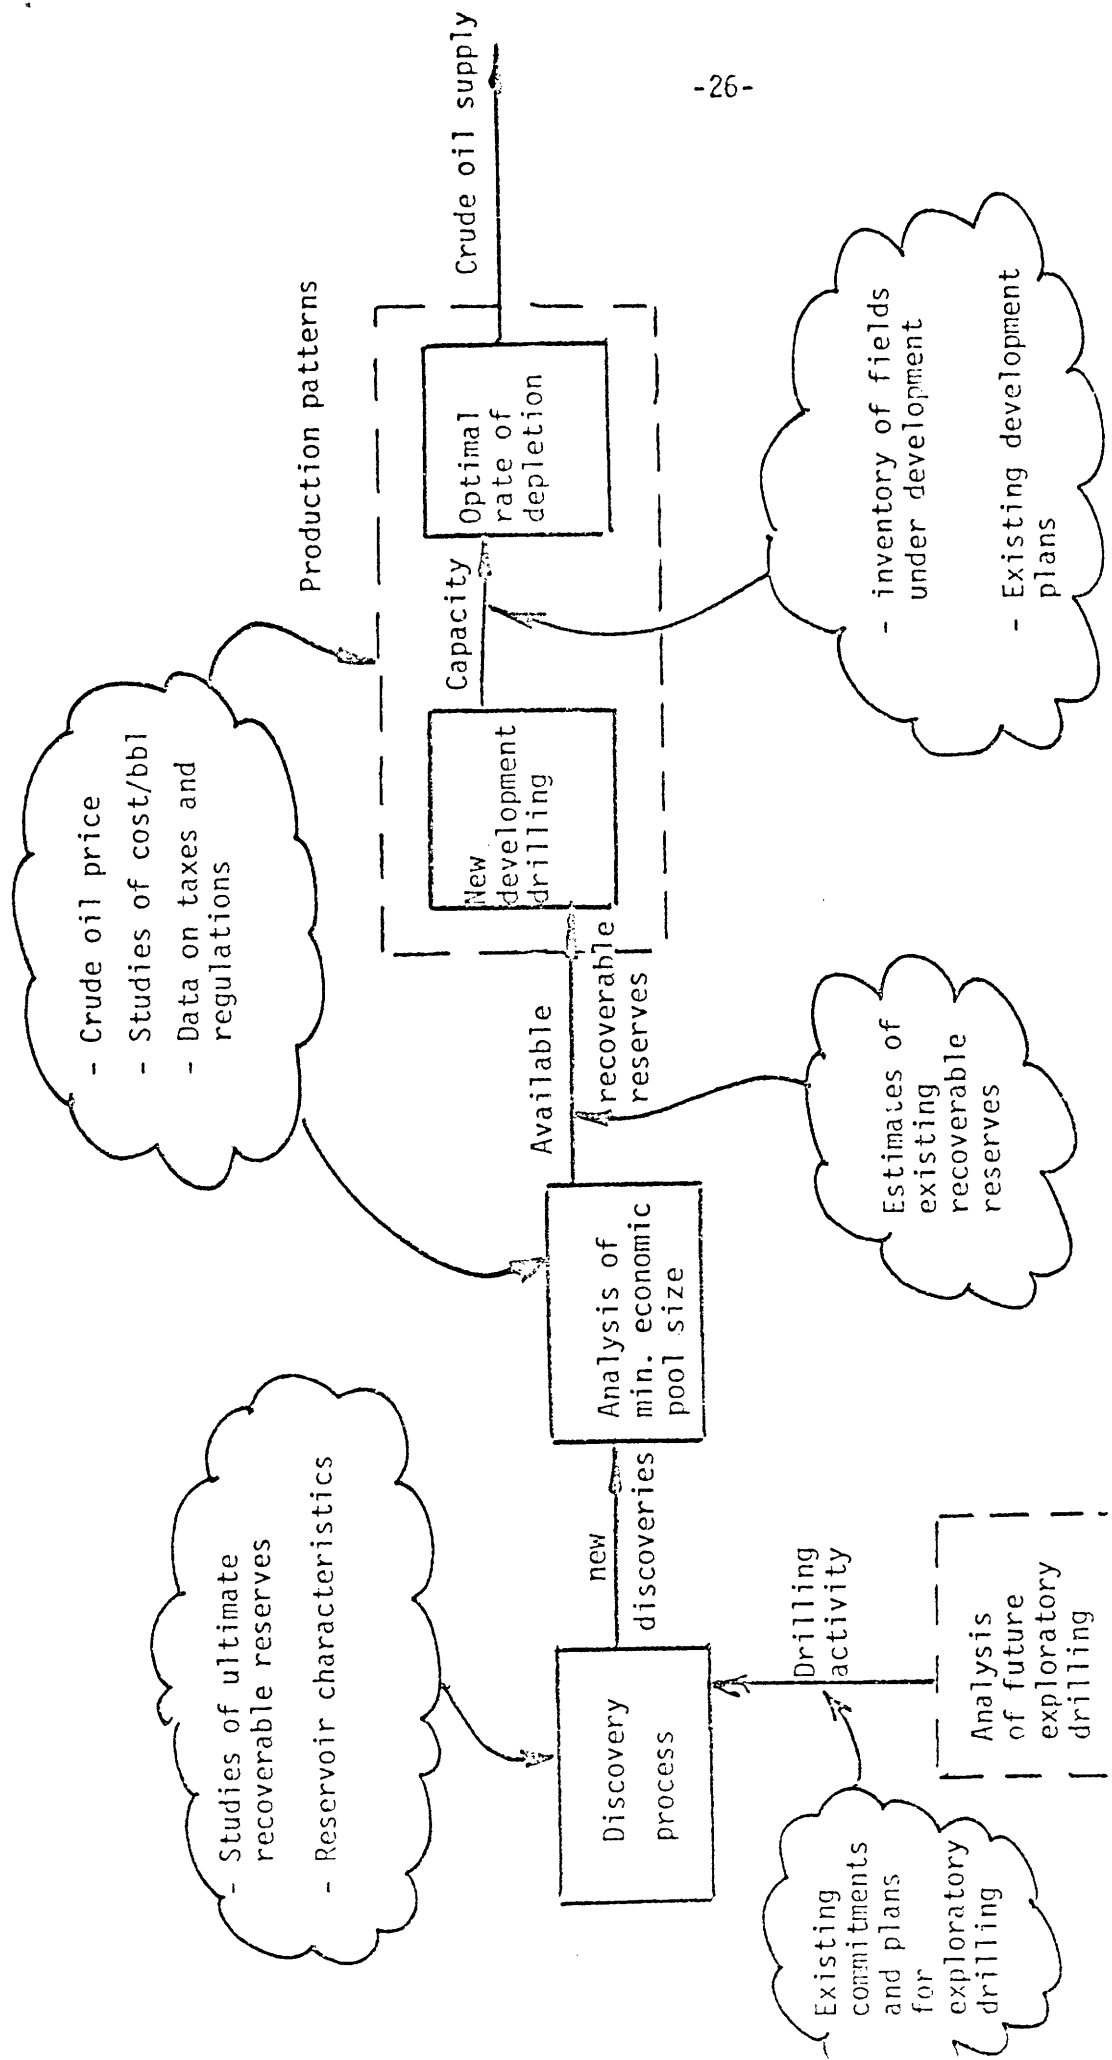 -26-
- Studies of ultimate
recoverable reserves
- Reservoir characteristics
- Crude oil price
- Studies of cost/bbl
- Data on taxes and
regulations
Production patterns
Discovery
process
new
discoveries
Analysis of
min. economic
pool size
Available
recoverable
reserves
New
development
drilling
Capacity
Optimal
rate of
depletion
Crude oil supply
Existing
commitments
and plans
for
exploratory
drilling
Drilling
activity
Analysis
of future
exploratory
drilling
Estimates of
existing
recoverable
reserves
- inventory of fields
under development
- Existing development
plans